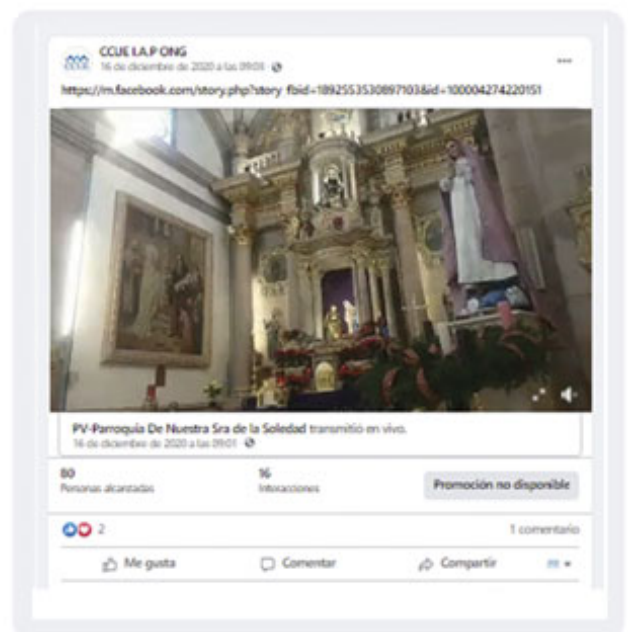 CCUE I.A.P ONG
16 de diciembre de 2020 a las 09:03
https://m.facebook.com/story.php?story_fbid=1892553530897103&id=100004274220151
PV-Parroquia De Nuestra Sra de la Soledad transmitió en vivo.
16 de diciembre de 2020 a las 09:01
80
Personas alcanzadas
16
Interacciones
Promoción no disponible
2
1 comentario
Me gusta
Comentar
Compartir